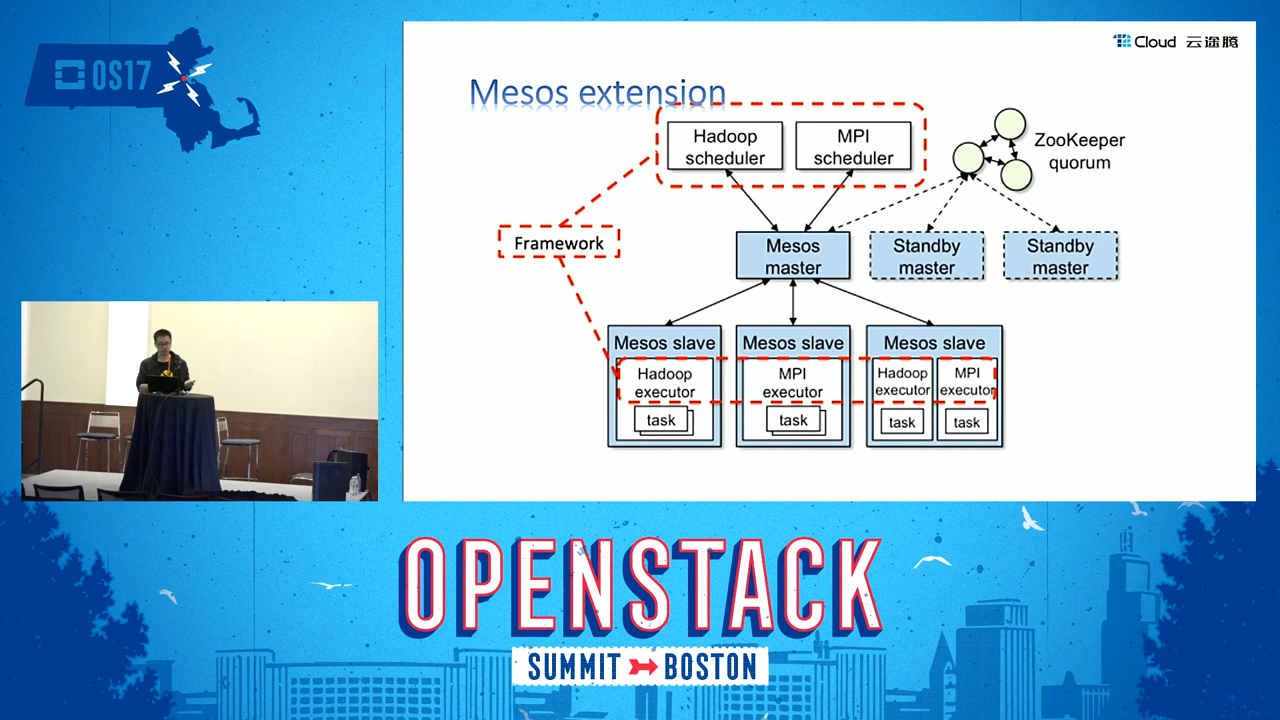 OS17
Cloud 云途腾
Mesos extension
Hadoop
scheduler
MPI
scheduler
ZooKeeper
quorum
Framework
Mesos
master
Standby
master
Standby
master
Mesos slave
Hadoop
executor
task
Mesos slave
MPI
executor
task
Mesos slave
Hadoop
executor
task
MPI
executor
task
OPENSTACK
SUMMIT BOSTON